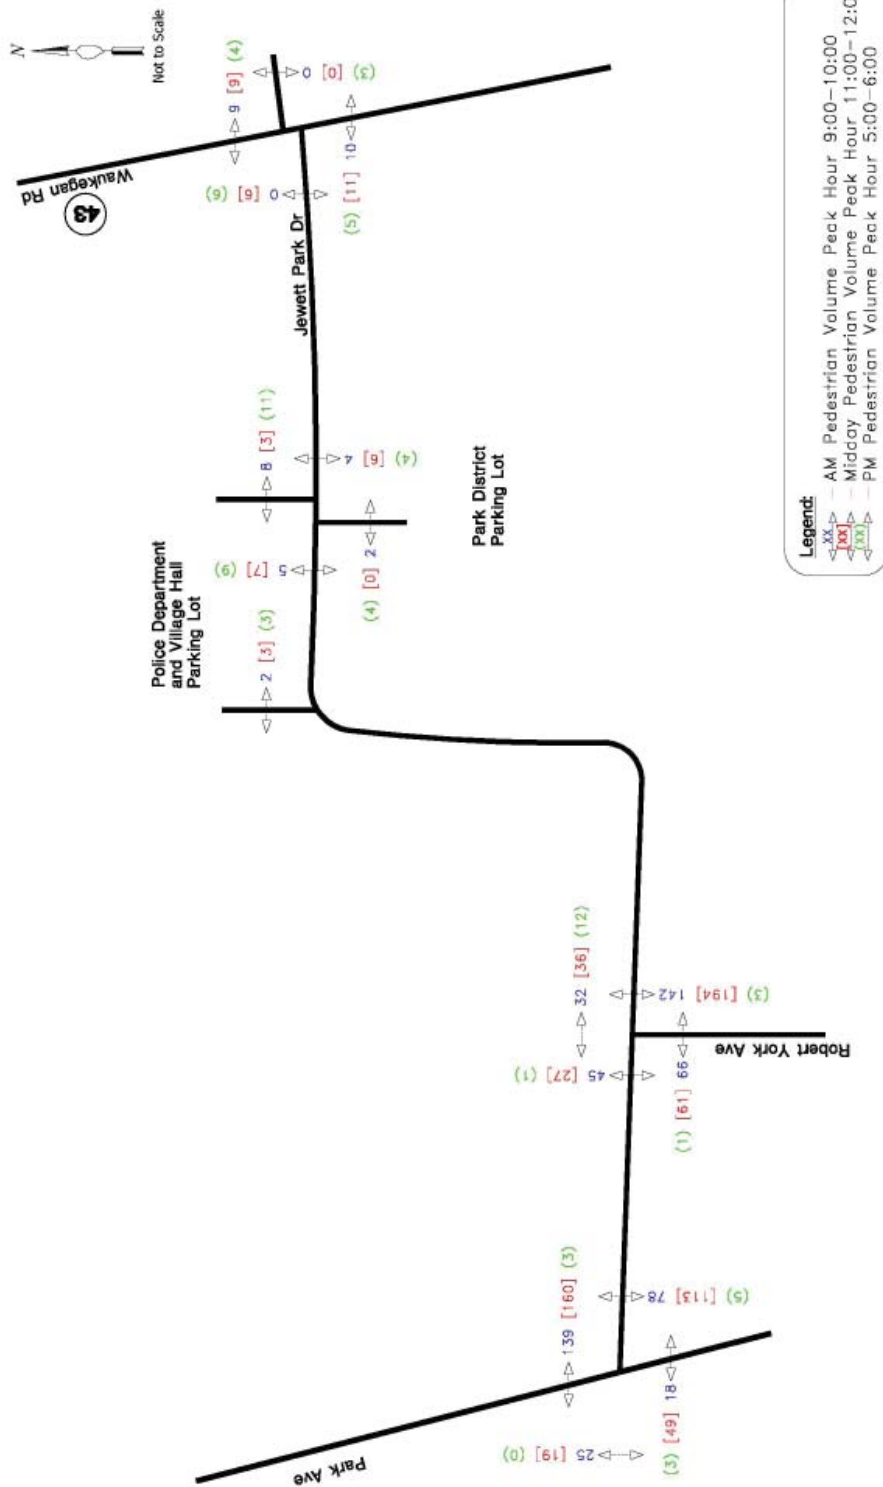 N
Not to Scale
Waukegan Rd
43
9 [9] (4)
0 [0] (3)
0 [6] (6)
(5) [11] 10
Jewett Park Dr
8 [3] (11)
4 [6] (4)
Park District
Parking Lot
5 [7] (9)
(4) [0] 2
Police Department
and Village Hall
Parking Lot
2 [3] (3)
32 [36] (12)
142 [194] (3)
45 [27] (1)
(1) [61] 66
Robert York Ave
139 [160] (3)
78 [113] (5)
25 [19] (0)
(3) [49] 18
Park Ave
Legend:
XX - AM Pedestrian Volume Peak Hour 9:00-10:00
[XX] - Midday Pedestrian Volume Peak Hour 11:00-12:0
(XX) - PM Pedestrian Volume Peak Hour 5:00-6:00